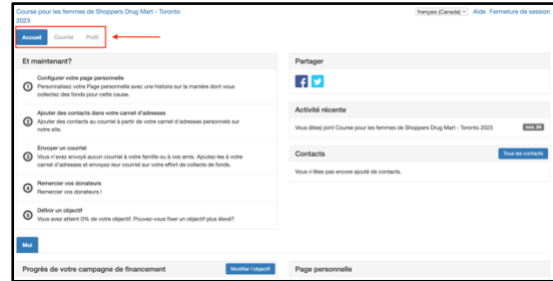 Course pour les femmes de Shoppers Drug Mart - Toronto
2023
français (Canada) Aide Fermeture de session
Accueil Courriel Profil
Et maintenant?
1 Configurer votre page personnelle
Personnalisez votre Page personnelle avec une histoire sur la manière dont vous
collectez des fonds pour cette cause.
2 Ajouter des contacts dans votre carnet d'adresses
Ajouter des contacts au courriel à partir de votre carnet d'adresses personnels sur
notre site.
3 Envoyer un courriel
Vous n'avez envoyé aucun courriel à votre famille ou à vos amis. Ajoutez-les à votre
carnet d'adresses et envoyez-leur courriel sur votre effort de collecte de fonds.
4 Remercier vos donateurs
Remercier vos donateurs !
5 Définir un objectif
Vous avez atteint 0% de votre objectif. Pouvez-vous fixer un objectif plus élevé?
Partager
Activité récente
Vous (êtes) joint Course pour les femmes de Shoppers Drug Mart - Toronto 2023 nov. 24
Contacts Tous les contacts
Vous n'êtes pas encore ajouté de contacts.
Moi
Progrès de votre campagne de financement Modifier l'objectif
Page personnelle